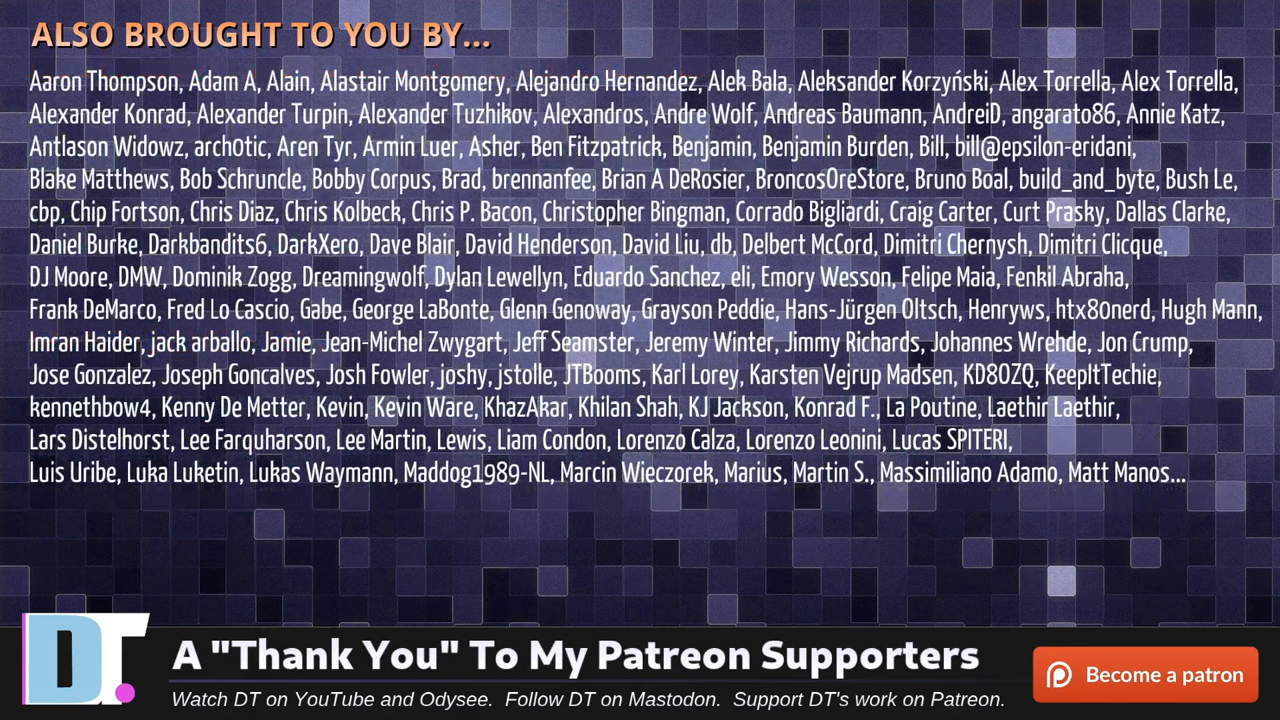 ALSO BROUGHT TO YOU BY...
Aaron Thompson, Adam A, Alain, Alastair Montgomery, Alejandro Hernandez, Alek Bala, Aleksander Korzyński, Alex Torrella, Alex Torrella,
Alexander Konrad, Alexander Turpin, Alexander Tuzhikov, Alexandros, Andre Wolf, Andreas Baumann, AndreiD, angarato86, Annie Katz,
Antlason Widowz, arch0tic, Aren Tyr, Armin Luer, Asher, Ben Fitzpatrick, Benjamin, Benjamin Burden, Bill, bill@epsilon-eridani,
Blake Matthews, Bob Schruncle, Bobby Corpus, Brad, brennanfee, Brian A DeRosier, BroncosOreStore, Bruno Boal, build_and_byte, Bush Le,
cbp, Chip Fortson, Chris Diaz, Chris Kolbeck, Chris P. Bacon, Christopher Bingman, Corrado Bigliardi, Craig Carter, Curt Prasky, Dallas Clarke,
Daniel Burke, Darkbandits6, DarkXero, Dave Blair, David Henderson, David Liu, db, Delbert McCord, Dimitri Chernysh, Dimitri Clicque,
DJ Moore, DMW, Dominik Zogg, Dreamingwolf, Dylan Lewellyn, Eduardo Sanchez, eli, Emory Wesson, Felipe Maia, Fenkil Abraha,
Frank DeMarco, Fred Lo Cascio, Gabe, George LaBonte, Glenn Genoway, Grayson Peddie, Hans-Jürgen Oltsch, Henryws, htx80nerd, Hugh Mann,
Imran Haider, jack arballo, Jamie, Jean-Michel Zwygart, Jeff Seamster, Jeremy Winter, Jimmy Richards, Johannes Wrehde, Jon Crump,
Jose Gonzalez, Joseph Goncalves, Josh Fowler, joshy, jstolle, JTBooms, Karl Lorey, Karsten Vejrup Madsen, KD8OZQ, KeepItTechie,
kennethbow4, Kenny De Metter, Kevin, Kevin Ware, KhazAkar, Khilan Shah, KJ Jackson, Konrad F., La Poutine, Laethir Laethir,
Lars Distelhorst, Lee Farquharson, Lee Martin, Lewis, Liam Condon, Lorenzo Calza, Lorenzo Leonini, Lucas SPITERI,
Luis Uribe, Luka Luketin, Lukas Waymann, Maddog1989-NL, Marcin Wieczorek, Marius, Martin S., Massimiliano Adamo, Matt Manos...
DT
A "Thank You" To My Patreon Supporters
Become a patron
Watch DT on YouTube and Odysee. Follow DT on Mastodon. Support DT's work on Patreon.